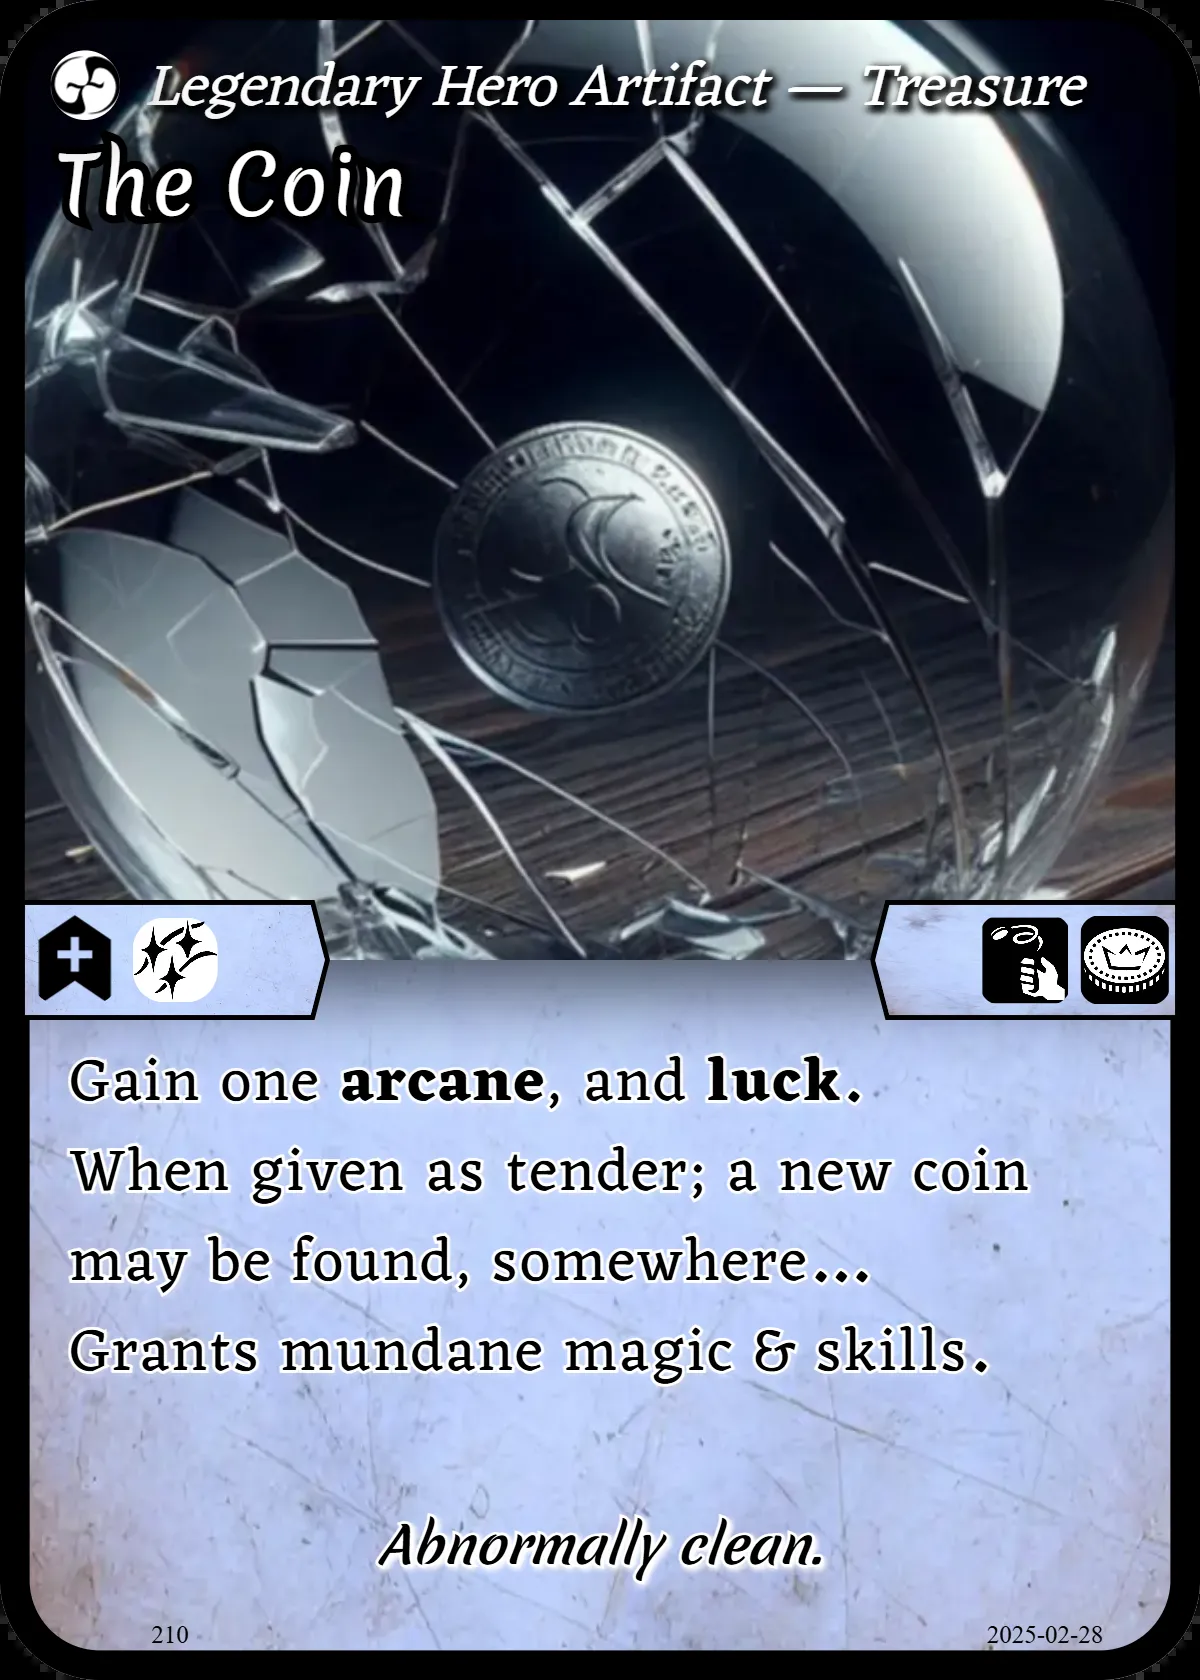 Legendary Hero Artifact — Treasure
The Coin
Gain one arcane, and luck.
When given as tender; a new coin
may be found, somewhere...
Grants mundane magic & skills.
Abnormally clean.
210
2025-02-28